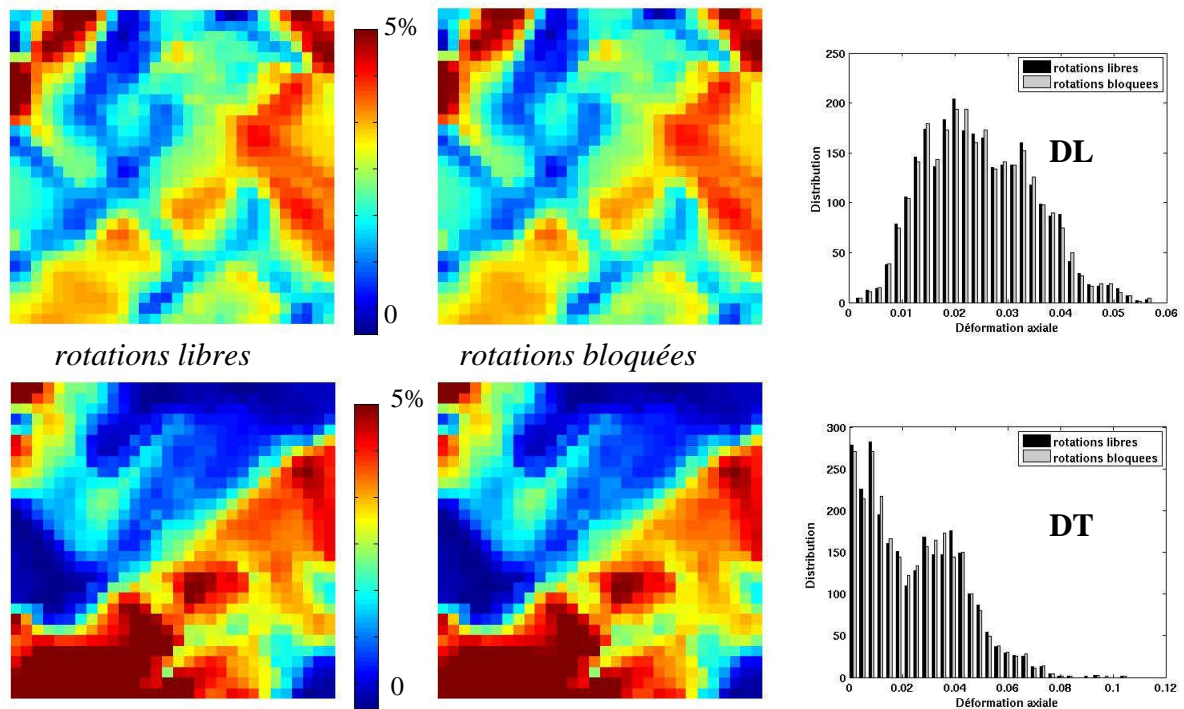 5%
0
rotations libres
rotations bloquées
250
200
150
100
50
0
Distribution
rotations libres
rotations bloquees
DL
0
0.01
0.02
0.03
0.04
0.05
0.06
Déformation axiale
5%
0
300
250
200
150
100
50
0
Distribution
rotations libres
rotations bloquees
DT
0
0.02
0.04
0.06
0.08
0.1
0.12
Déformation axiale